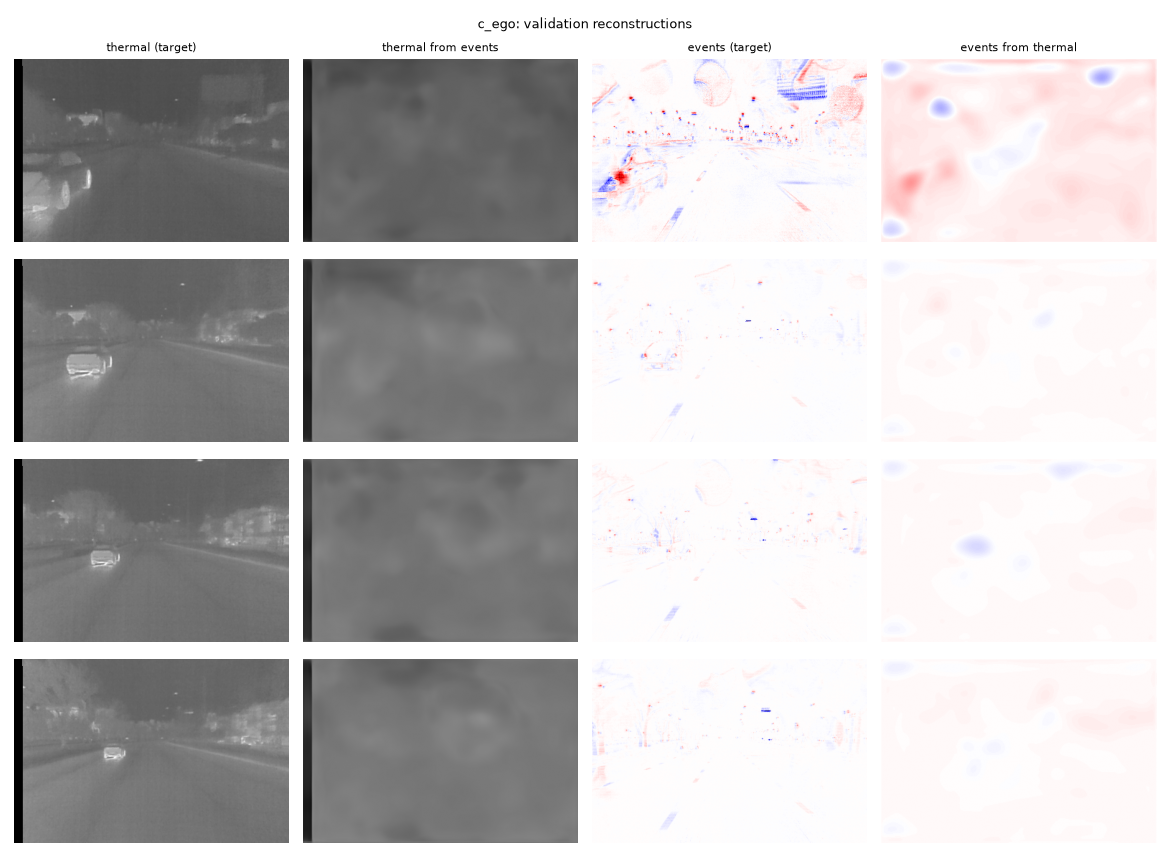 c_ego: validation reconstructions
thermal (target)
thermal from events
events (target)
events from thermal